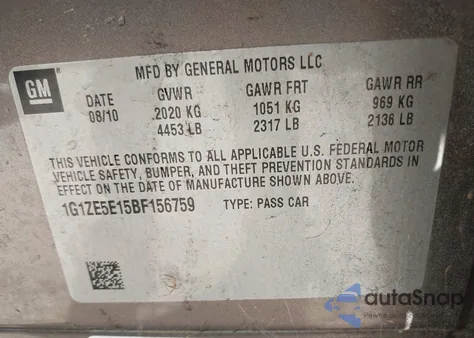 MFD BY GENERAL MOTORS LLC
GM
DATE GVWR GAWR FRT GAWR RR
08/10 2020 KG 1051 KG 969 KG
4453 LB 2317 LB 2136 LB
THIS VEHICLE CONFORMS TO ALL APPLICABLE U.S. FEDERAL MOTOR
VEHICLE SAFETY, BUMPER, AND THEFT PREVENTION STANDARDS IN
EFFECT ON THE DATE OF MANUFACTURE SHOWN ABOVE.
1G1ZE5E15BF156759 TYPE: PASS CAR
autoSnap